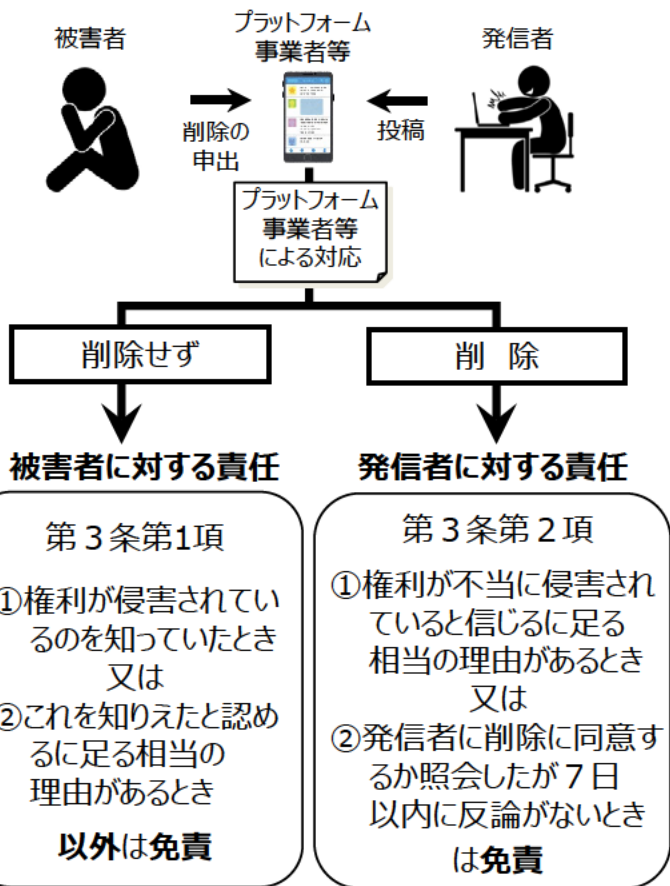 被害者
プラットフォーム
事業者等
発信者
削除の
申出
投稿
プラットフォーム
事業者等
による対応
削除せず
削　除
被害者に対する責任
発信者に対する責任
第３条第1項
①権利が侵害されてい
るのを知っていたとき
又は
②これを知りえたと認め
るに足る相当の
理由があるとき
以外は免責
第３条第２項
①権利が不当に侵害され
ていると信じるに足る
相当の理由があるとき
又は
②発信者に削除に同意す
るか照会したが７日
以内に反論がないとき
は免責